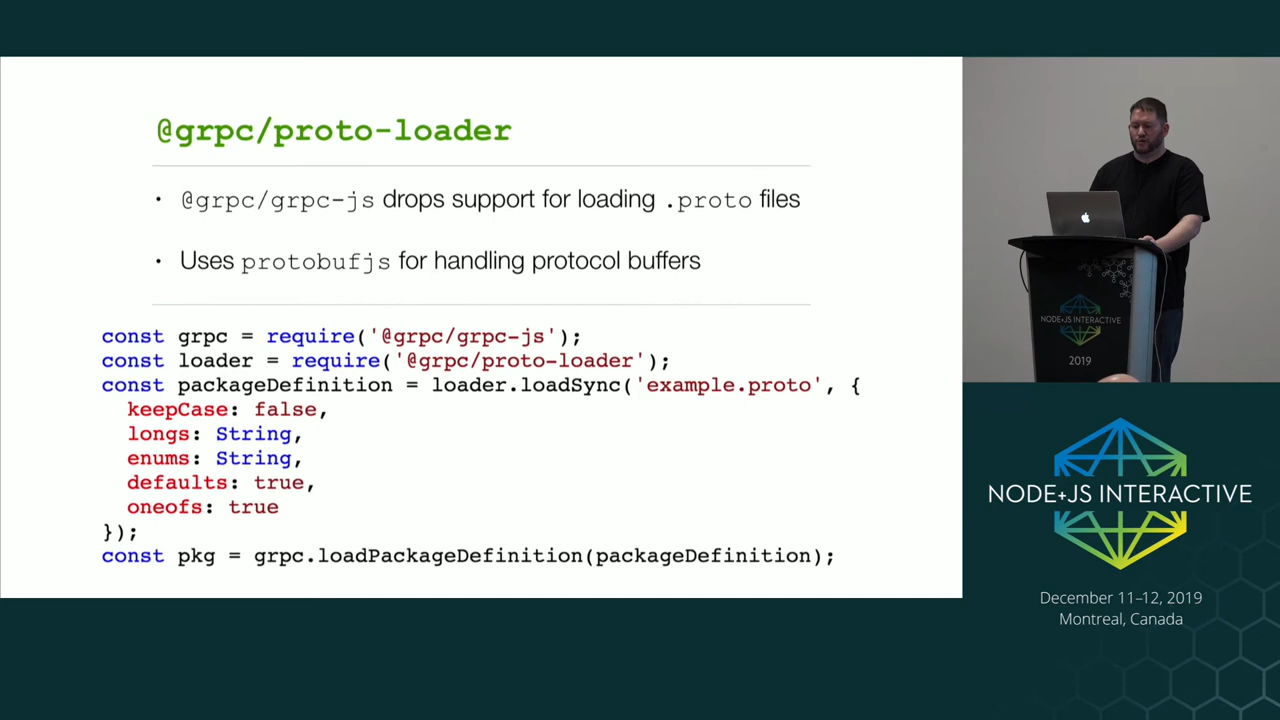 @grpc/proto-loader
• @grpc/grpc-js drops support for loading .proto files
• Uses protobufjs for handling protocol buffers
const grpc = require('@grpc/grpc-js');
const loader = require('@grpc/proto-loader');
const packageDefinition = loader.loadSync('example.proto', {
  keepCase: false,
  longs: String,
  enums: String,
  defaults: true,
  oneofs: true
});
const pkg = grpc.loadPackageDefinition(packageDefinition);
NODE+JS INTERACTIVE
2019
NODE+JS INTERACTIVE
December 11–12, 2019
Montreal, Canada